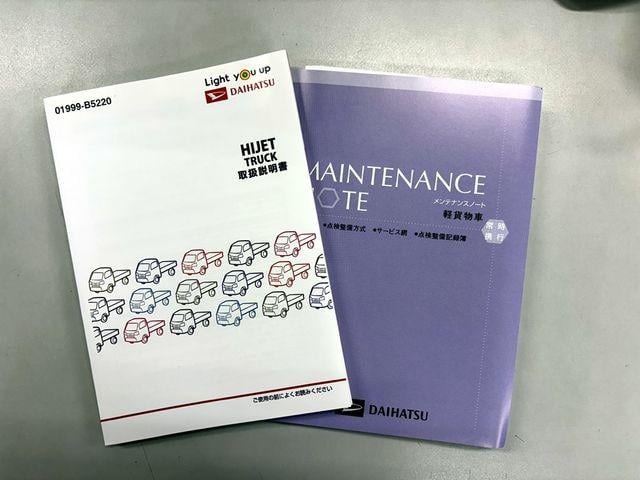 01999-B5220
Light you up
DAIHATSU
HIJET
TRUCK
取扱説明書
ご使用の前によくお読みください
MAINTENANCE
TE
メンテナンスノート
軽貨物車
常時
携行
●点検整備方式 ●サービス網 ●点検整備記録簿
DAIHATSU